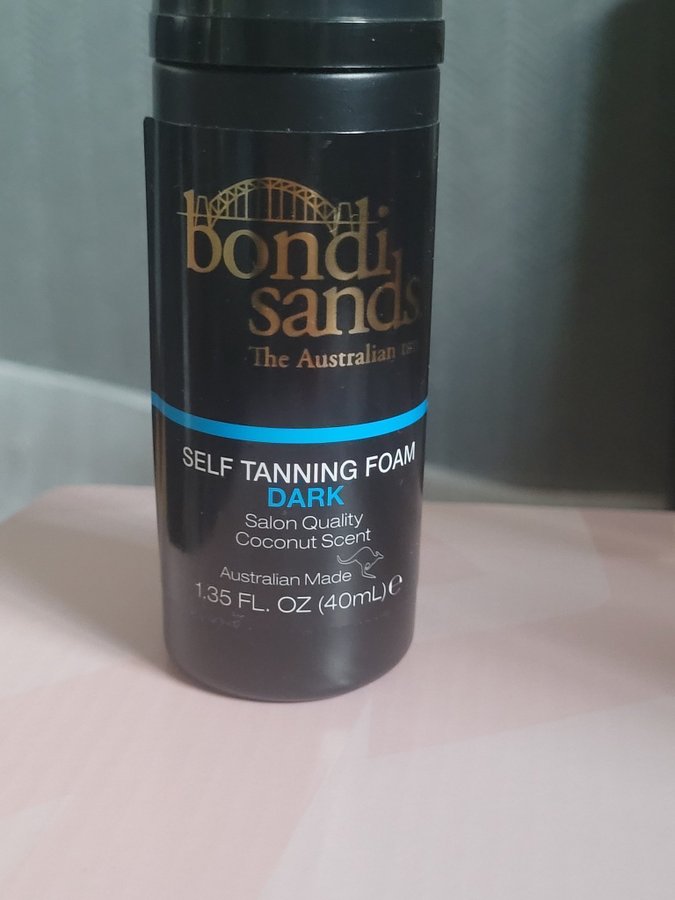 bondi
sands
The Australian
SELF TANNING FOAM
DARK
Salon Quality
Coconut Scent
Australian Made
1.35 FL. OZ (40mL) e